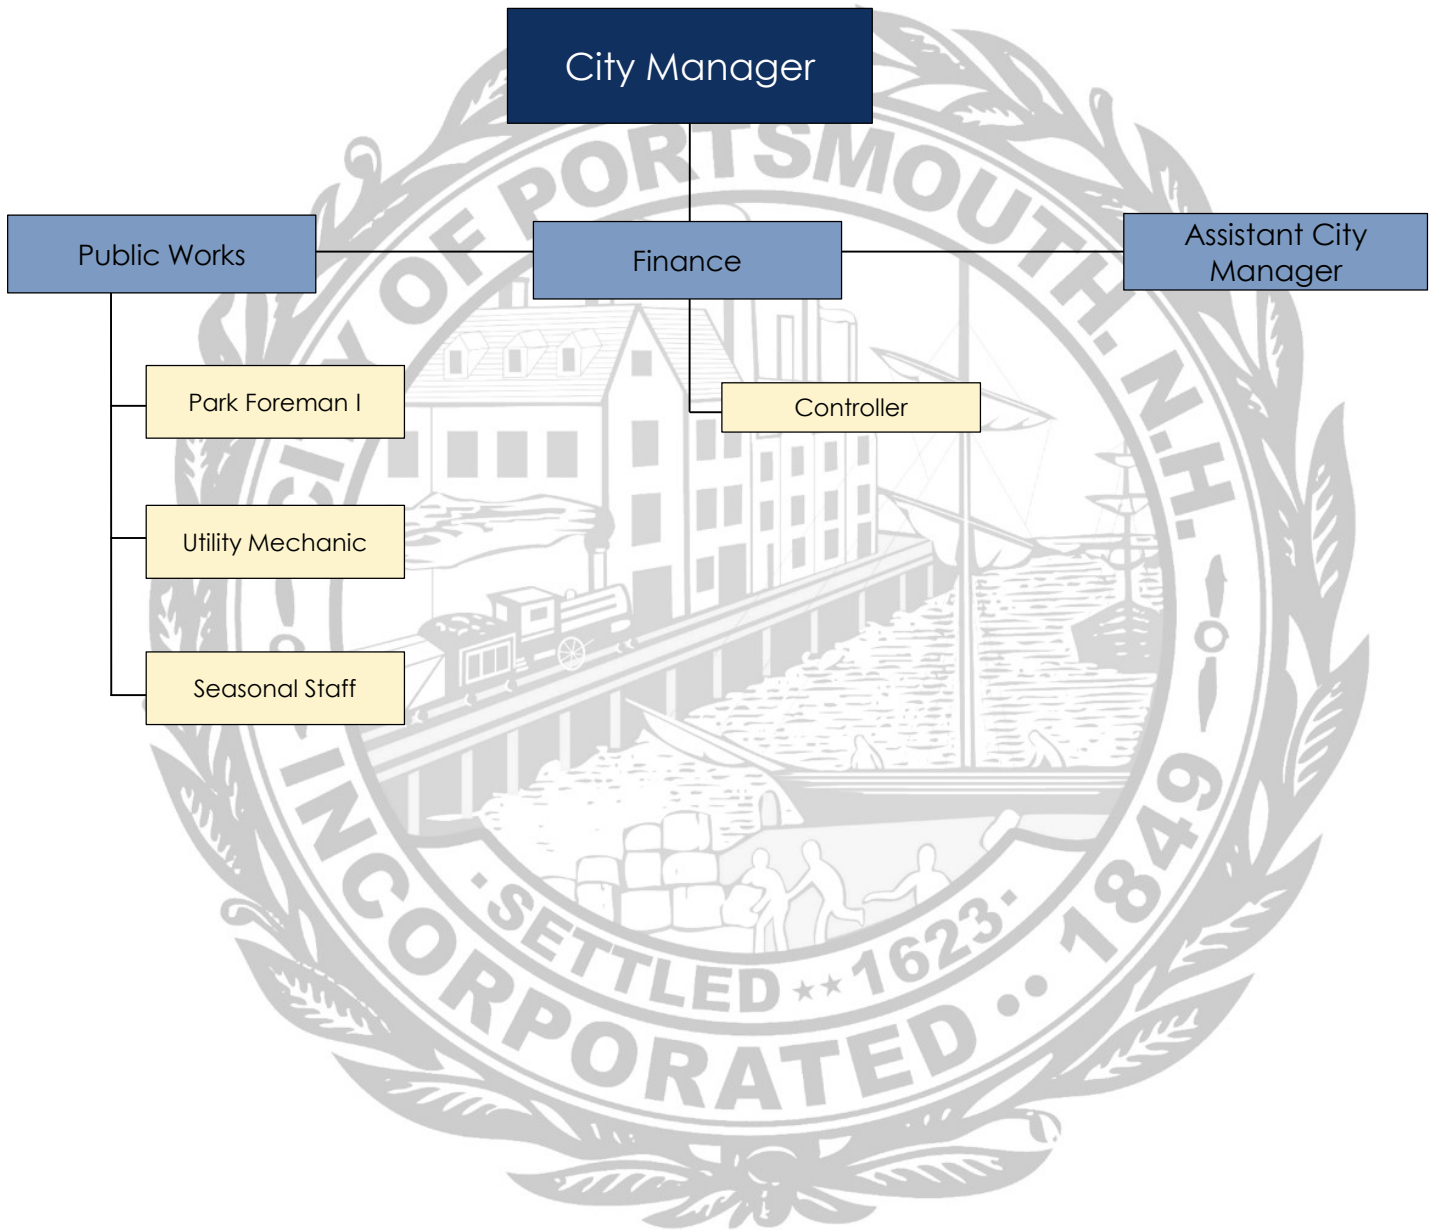 City Manager
CITY OF PORTSMOUTH, N.H.
Public Works
Finance
Assistant City
Manager
Park Foreman I
Controller
Utility Mechanic
Seasonal Staff
SETTLED ** 1623
INCORPORATED •• 1849